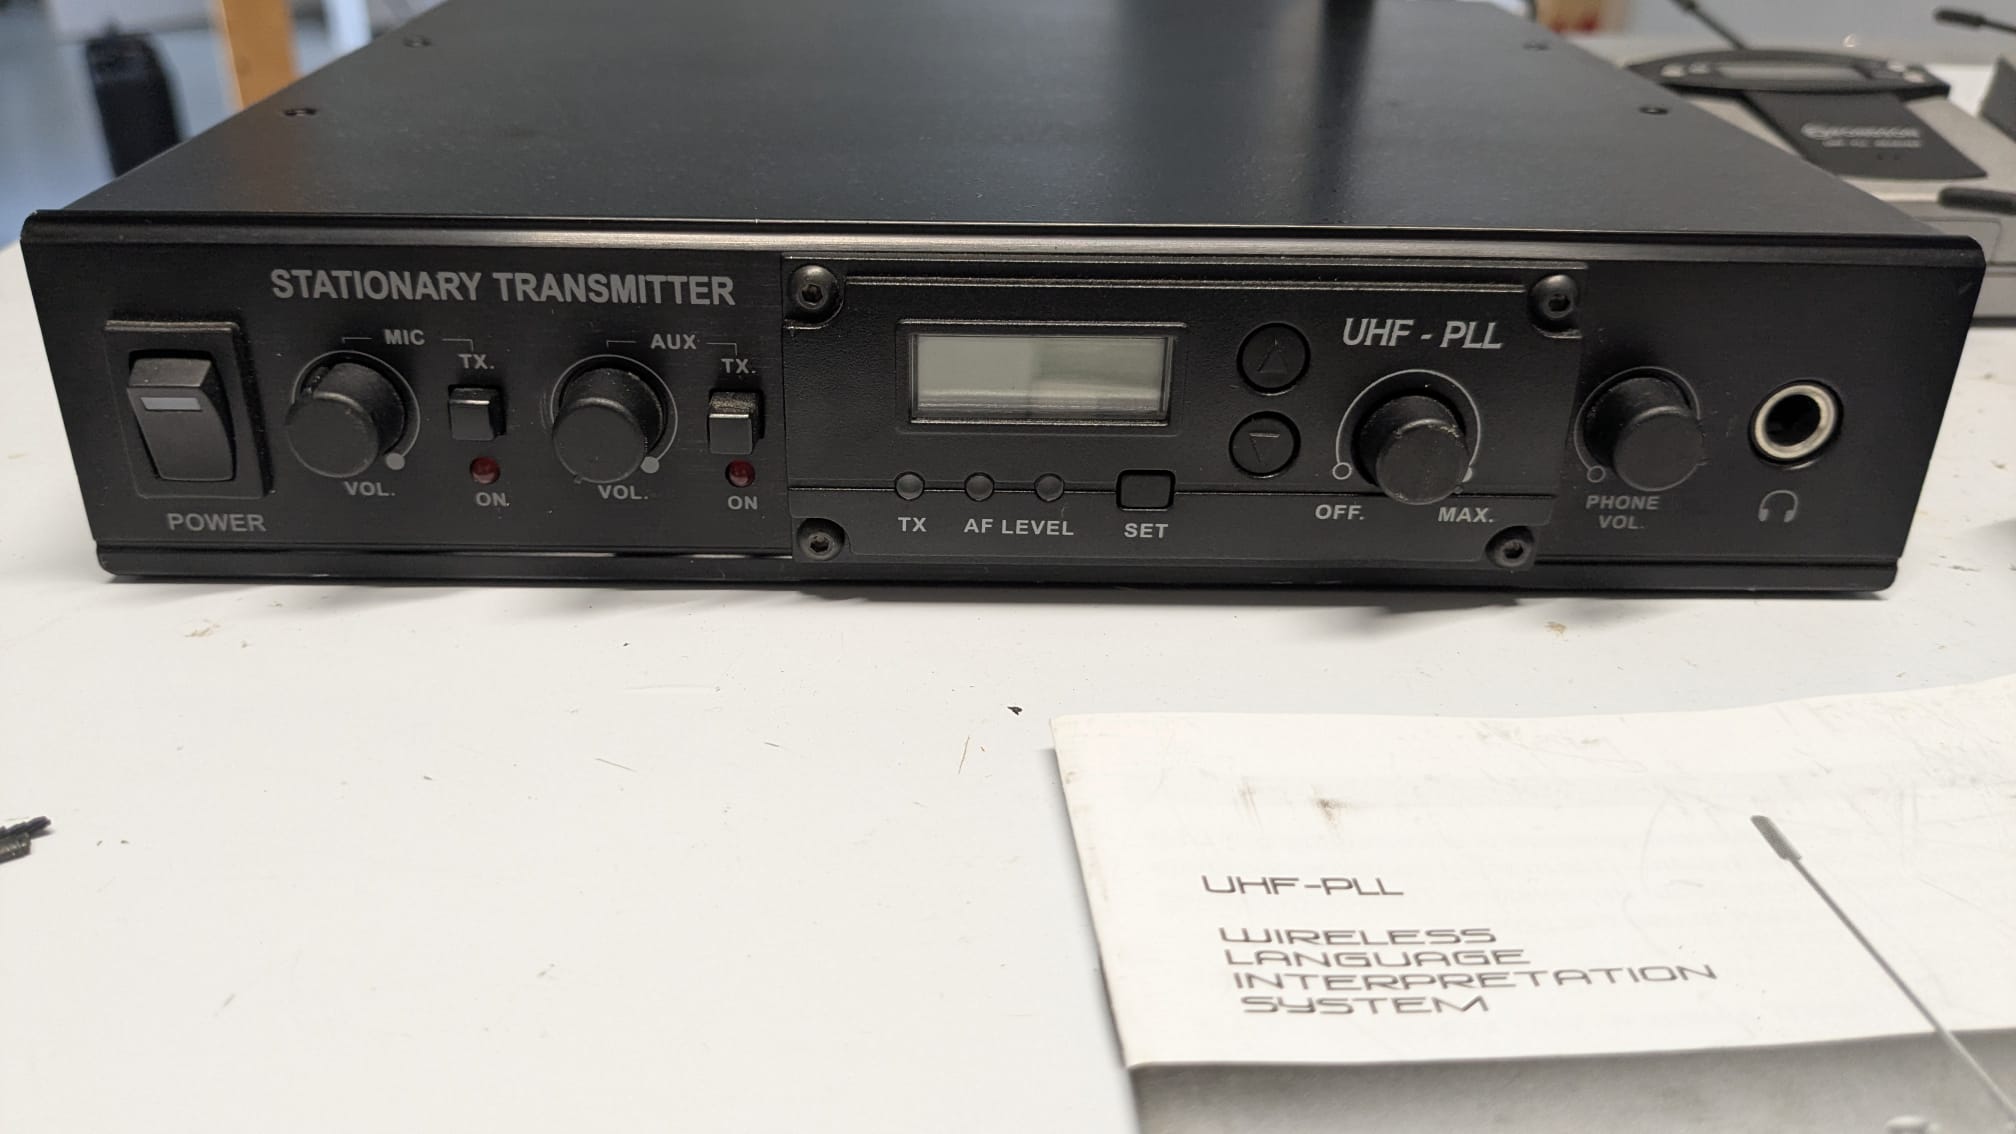 STATIONARY TRANSMITTER
MIC
TX.
AUX
TX.
UHF - PLL
VOL.
ON.
VOL.
ON
POWER
TX
AF LEVEL
SET
OFF.
MAX.
PHONE
VOL.
UHF-PLL
WIRELESS
LANGUAGE
INTERPRETATION
SYSTEM